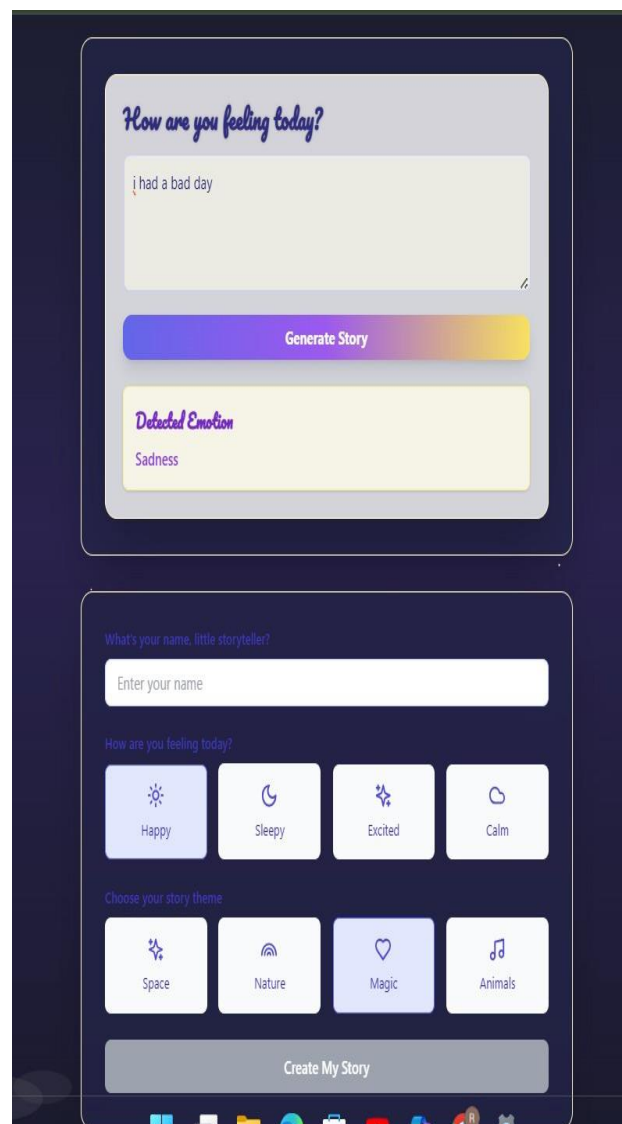 How are you feeling today?
i had a bad day
Generate Story
Detected Emotion
Sadness
What's your name, little storyteller?
Enter your name
How are you feeling today?
Happy Sleepy Excited Calm
Choose your story theme
Space Nature Magic Animals
Create My Story
R